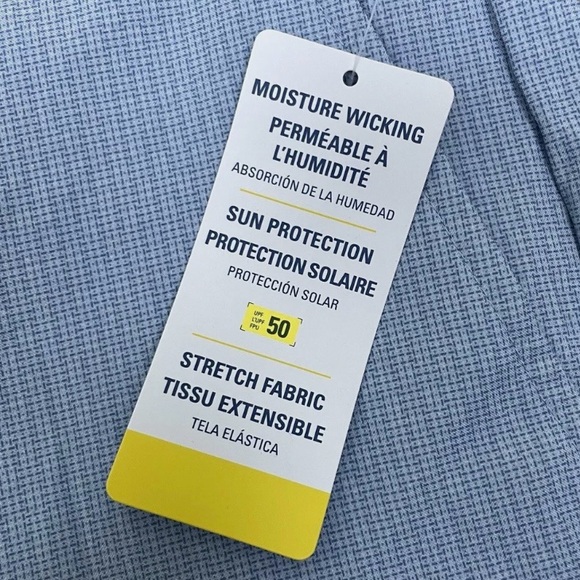 MOISTURE WICKING
PERMÉABLE À
L'HUMIDITÉ
ABSORCIÓN DE LA HUMEDAD
SUN PROTECTION
PROTECTION SOLAIRE
PROTECCIÓN SOLAR
UPF
L'UPF
FPU
50
STRETCH FABRIC
TISSU EXTENSIBLE
TELA ELÁSTICA